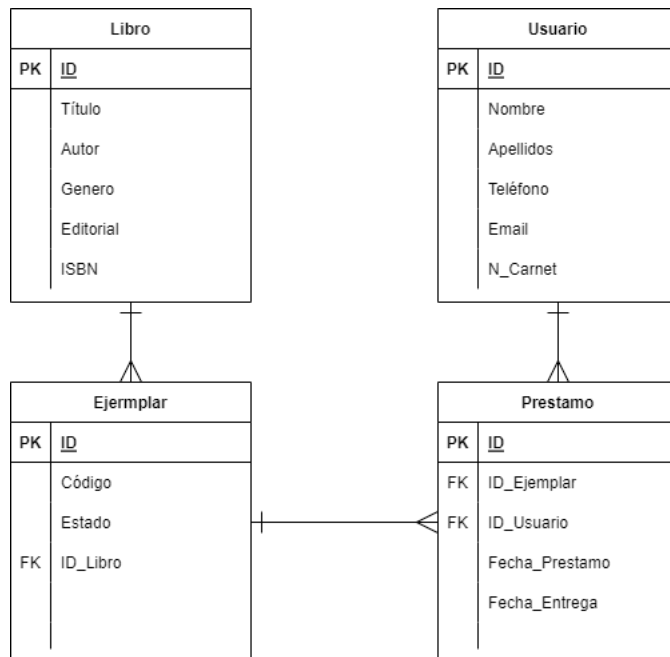 Libro
PK ID
Título
Autor
Genero
Editorial
ISBN
Usuario
PK ID
Nombre
Apellidos
Teléfono
Email
N_Carnet
Ejermplar
PK ID
Código
Estado
FK ID_Libro
Prestamo
PK ID
FK ID_Ejemplar
FK ID_Usuario
Fecha_Prestamo
Fecha_Entrega